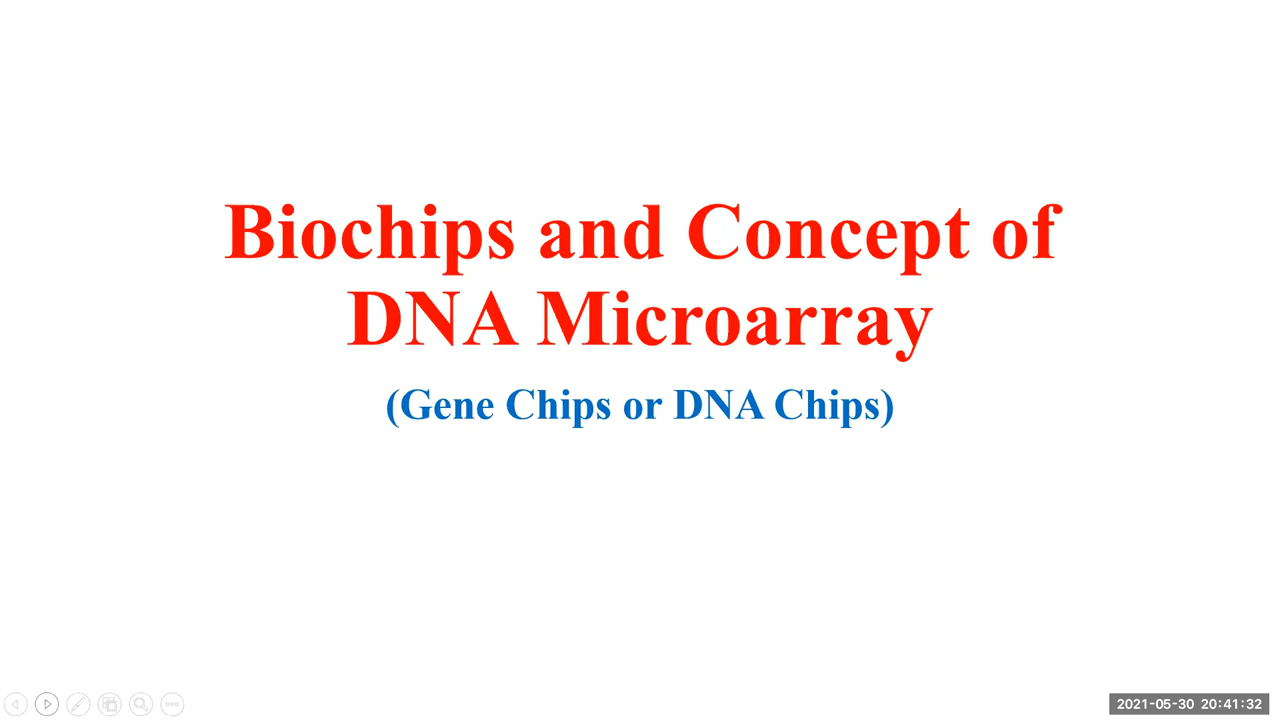 Biochips and Concept of
DNA Microarray
(Gene Chips or DNA Chips)
2021-05-30 20:41:32